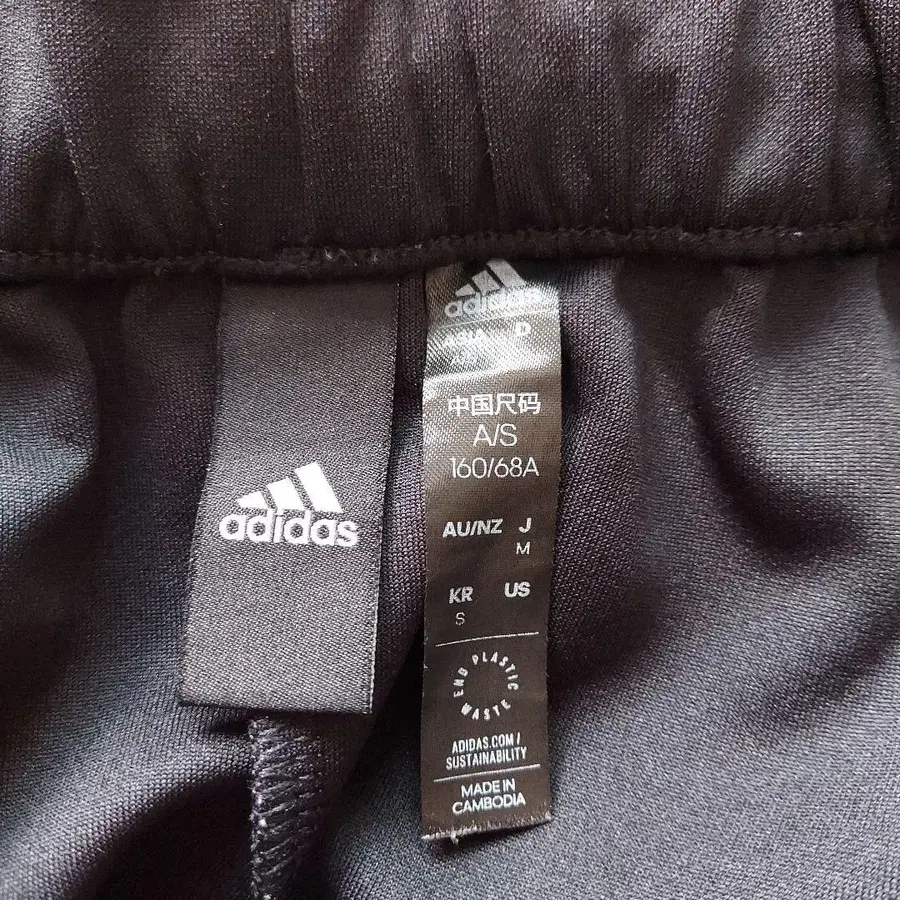 adidas
adidas
D
中国尺码
A/S
160/68A
AU/NZ J
M
KR US
S
END PLASTIC WASTE
ADIDAS.COM/
SUSTAINABILITY
MADE IN
CAMBODIA